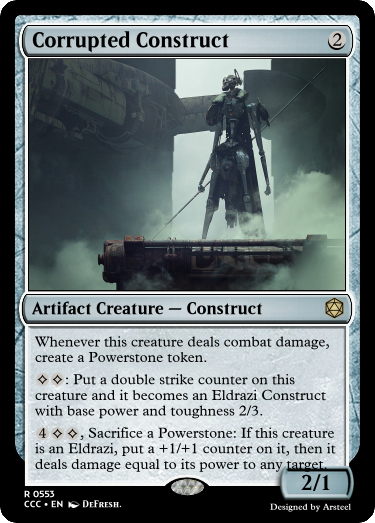 Corrupted Construct 2
Artifact Creature — Construct
Whenever this creature deals combat damage,
create a Powerstone token.
: Put a double strike counter on this
creature and it becomes an Eldrazi Construct
with base power and toughness 2/3.
4 , Sacrifice a Powerstone: If this creature
is an Eldrazi, put a +1/+1 counter on it, then it
deals damage equal to its power to any target.
2/1
R 0553
CCC • EN DeFresh.
Designed by Arsteel